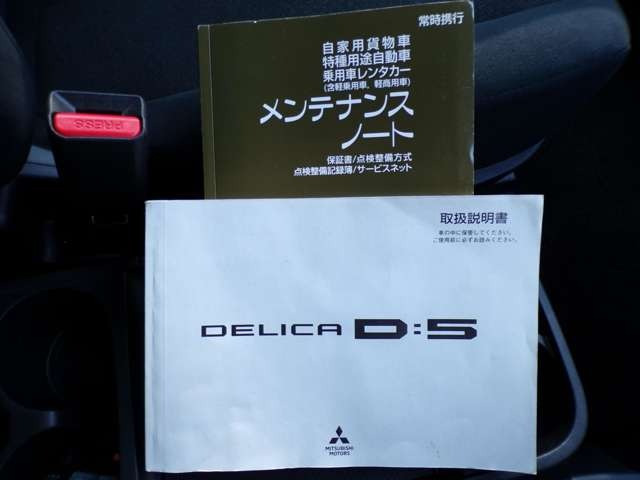 常時携行
自家用貨物車
特種用途自動車
乗用車レンタカー
(含軽乗用車、軽商用車)
メンテナンス
ノート
保証書/点検整備方式
点検整備記録簿/サービスネット
PRESS
取扱説明書
車の中に保管してください。
ご使用前に必ずお読みください。
DELICA D:5
MITSUBISHI
MOTORS